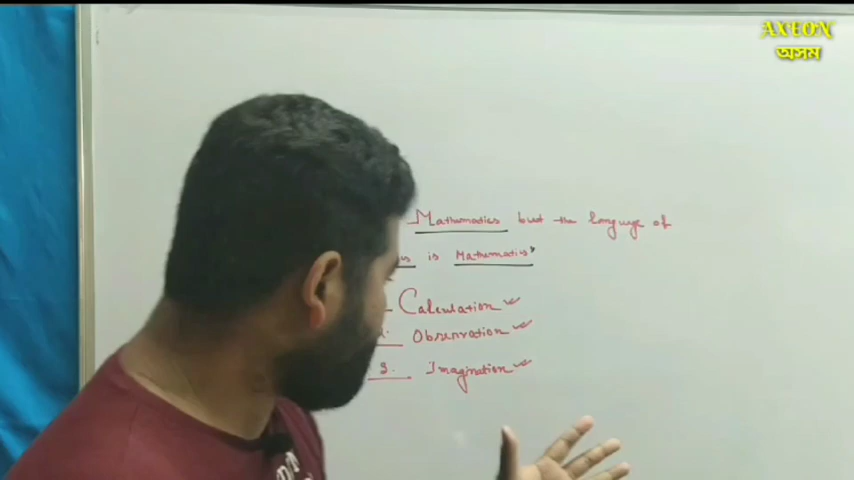 AXEON
অসম
Mathematics but the language of
is Mathematics"
Calculation
Observation
3. Imagination